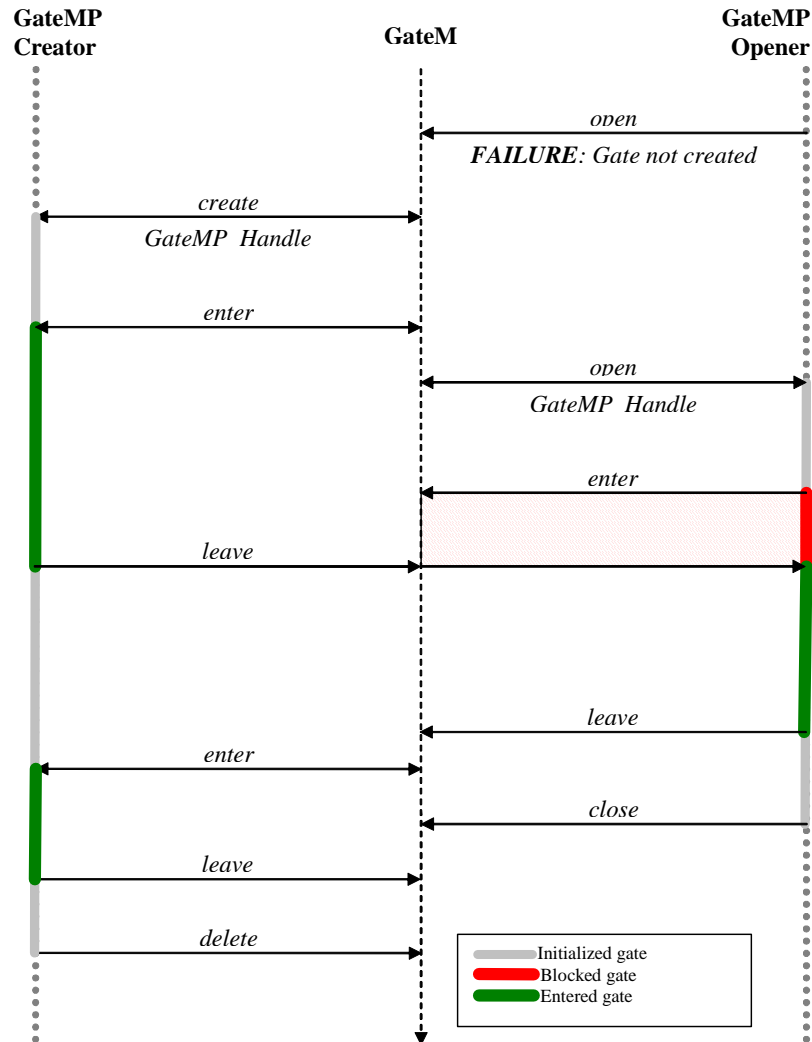 GateMP
Creator
GateM
GateMP
Opener
open
FAILURE: Gate not created
create
GateMP Handle
enter
open
GateMP Handle
enter
leave
leave
enter
close
leave
delete
Initialized gate
Blocked gate
Entered gate